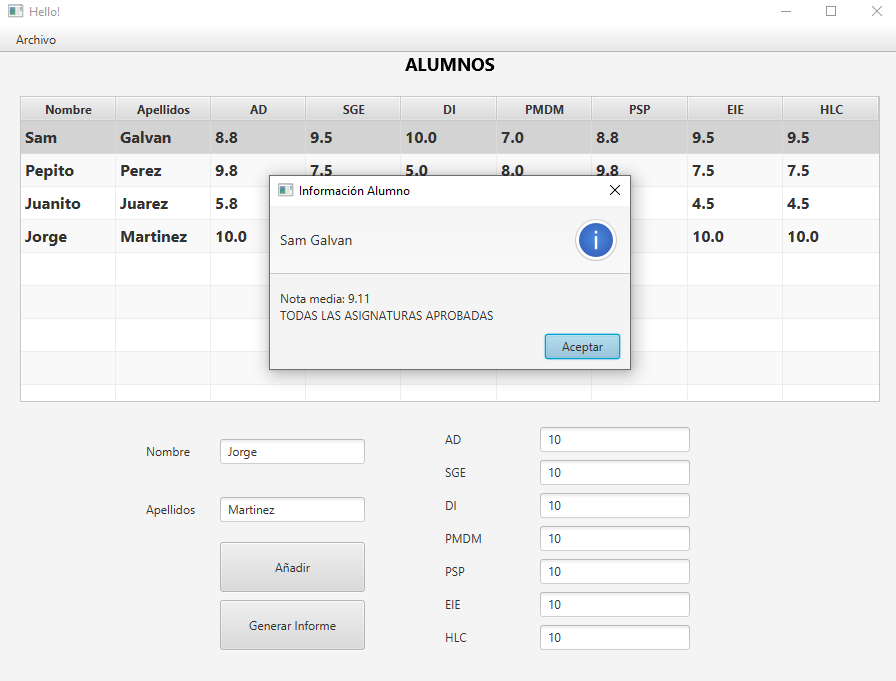 Hello!
Archivo
ALUMNOS
Nombre Apellidos AD SGE DI PMDM PSP EIE HLC
Sam Galvan 8.8 9.5 10.0 7.0 8.8 9.5 9.5
Pepito Perez 9.8 7.5 5.0 8.0 9.8 7.5 7.5
Juanito Juarez 5.8 4.5 4.5
Jorge Martinez 10.0 10.0 10.0
Información Alumno
Sam Galvan
Nota media: 9.11
TODAS LAS ASIGNATURAS APROBADAS
Aceptar
Nombre Jorge
Apellidos Martinez
Añadir
Generar Informe
AD 10
SGE 10
DI 10
PMDM 10
PSP 10
EIE 10
HLC 10